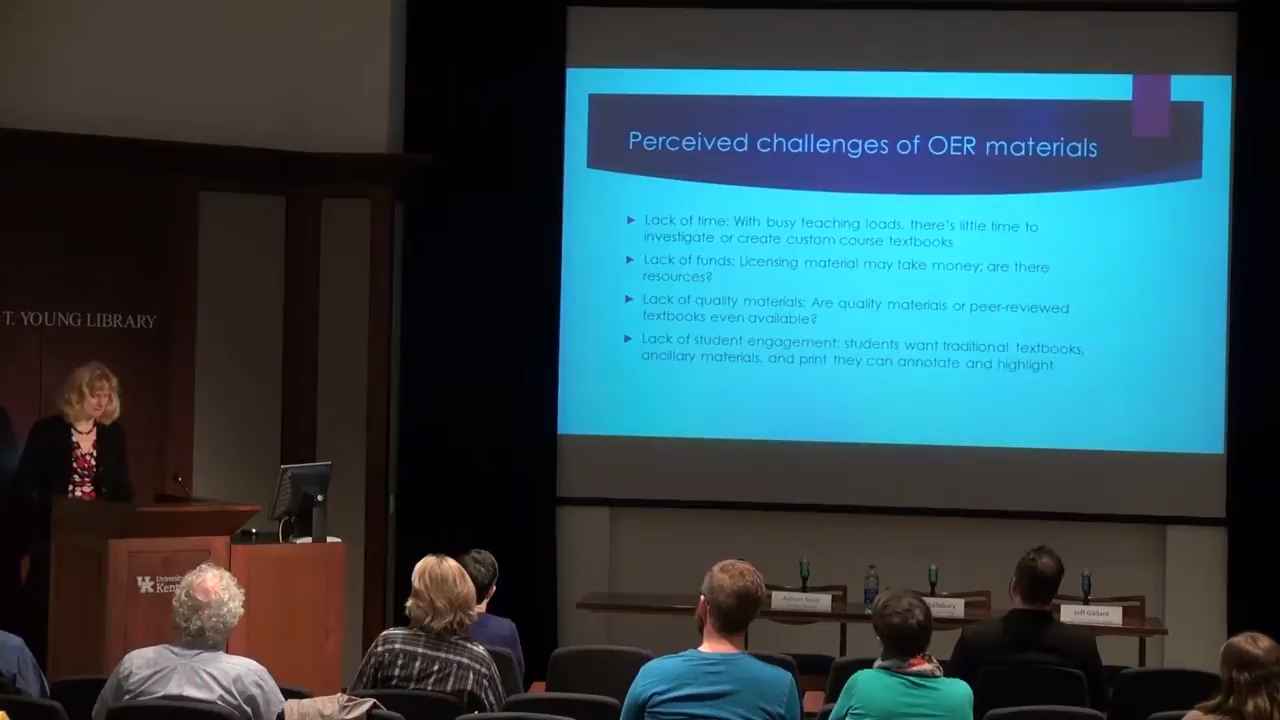 Perceived challenges of OER materials
Lack of time: With busy teaching loads, there's little time to
investigate or create custom course textbooks
Lack of funds: Licensing material may take money; are there
resources?
Lack of quality materials: Are quality materials or peer-reviewed
textbooks even available?
Lack of student engagement: students want traditional textbooks,
ancillary materials, and print they can annotate and highlight
T. YOUNG LIBRARY
UK
Jeff Gallant